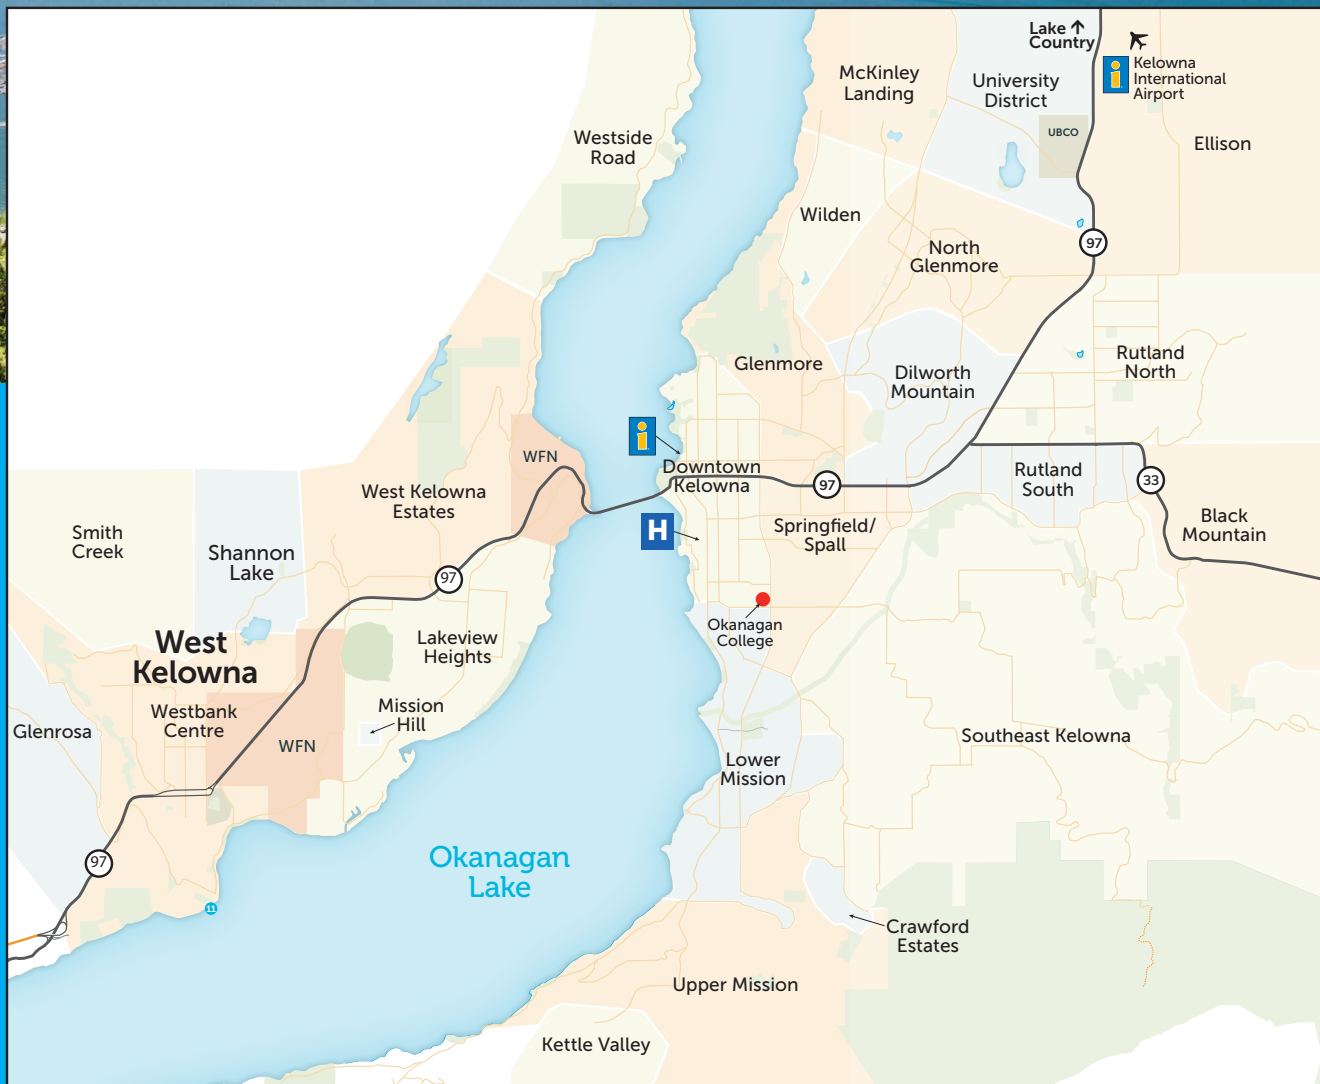 Lake ↑
Country
Kelowna
International
Airport
McKinley
Landing
University
District
UBCO
Ellison
Westside
Road
Wilden
97
North
Glenmore
Glenmore
Dilworth
Mountain
Rutland
North
WFN
Downtown
Kelowna
97
Rutland
South
33
West Kelowna
Estates
H
Springfield/
Spall
Black
Mountain
Smith
Creek
Shannon
Lake
97
West
Kelowna
Lakeview
Heights
Okanagan
College
Westbank
Centre
Mission
Hill
Glenrosa
WFN
Southeast Kelowna
Lower
Mission
97
Okanagan
Lake
11
Crawford
Estates
Upper Mission
Kettle Valley
i
i